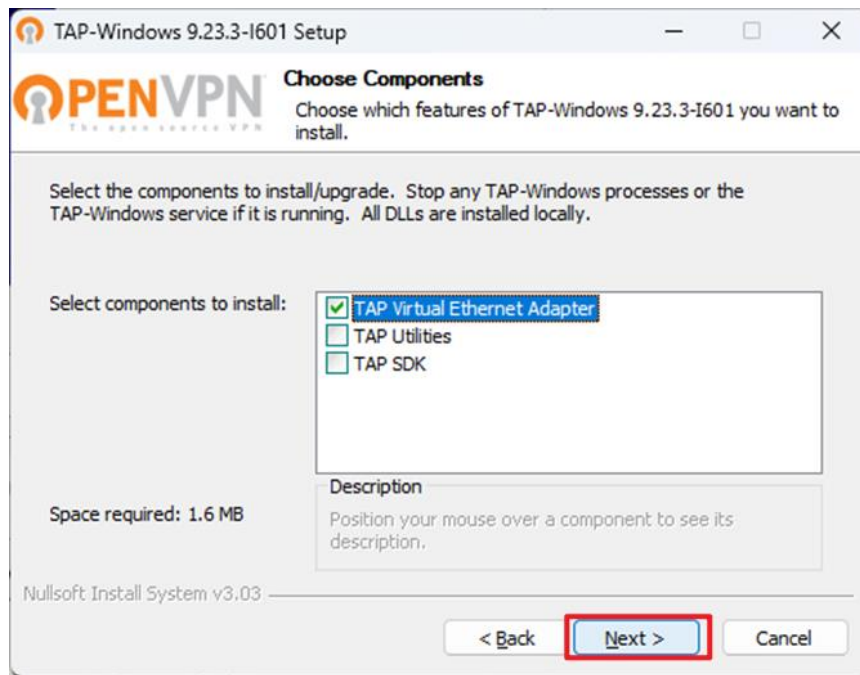 TAP-Windows 9.23.3-I601 Setup
OPENVPN
The open source VPN
Choose Components
Choose which features of TAP-Windows 9.23.3-I601 you want to
install.
Select the components to install/upgrade.  Stop any TAP-Windows processes or the
TAP-Windows service if it is running.  All DLLs are installed locally.
Select components to install:
TAP Virtual Ethernet Adapter
TAP Utilities
TAP SDK
Space required: 1.6 MB
Description
Position your mouse over a component to see its
description.
Nullsoft Install System v3.03
< Back
Next >
Cancel